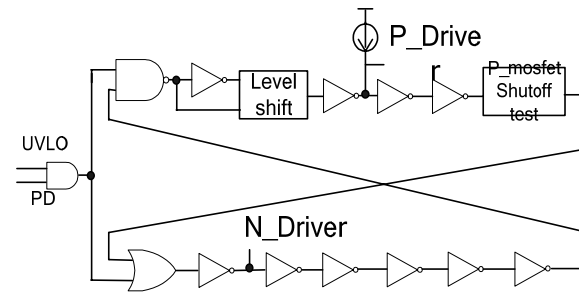 P_Drive
r
Level
shift
P_mosfet
Shutoff
test
UVLO
PD
N_Driver